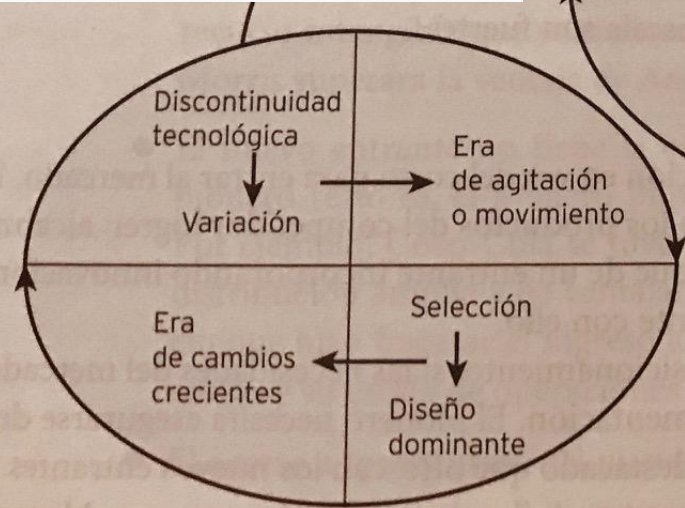 Discontinuidad
tecnológica
Variación
Era
de agitación
o movimiento
Selección
Diseño
dominante
Era
de cambios
crecientes